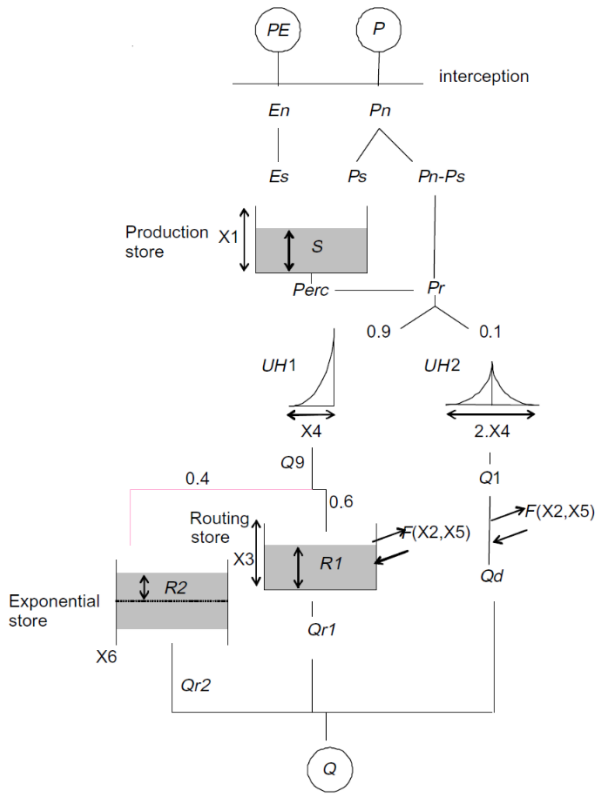 PE P
interception
En Pn
Es Ps Pn-Ps
Production
store
X1
S
Perc Pr
0.9 0.1
UH1 UH2
X4 2.X4
Q9 Q1
0.4
0.6
Routing
store
F(X2,X5) F(X2,X5)
X3
R1
R2
Qd
Exponential
store
Qr1
X6
Qr2
Q